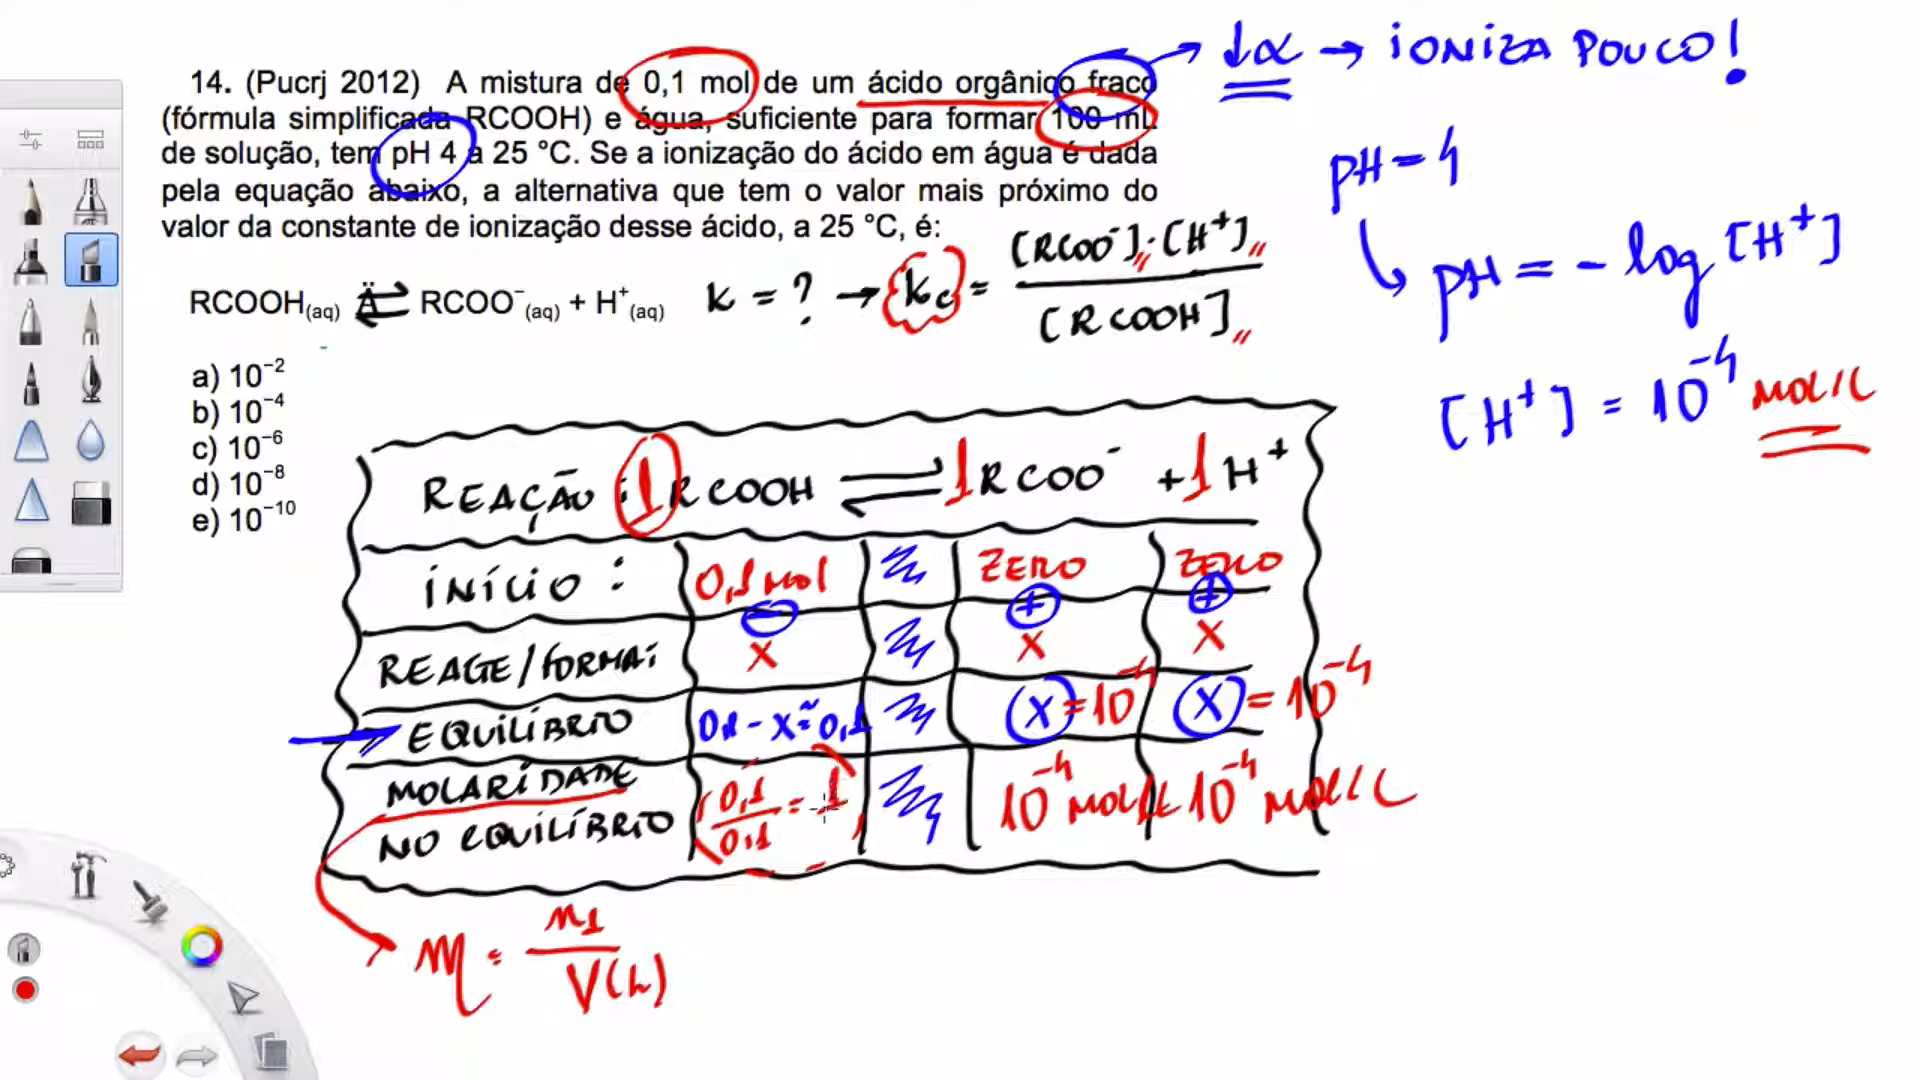 14. (Pucrj 2012) A mistura de 0,1 mol de um ácido orgânico fraco
(fórmula simplificada RCOOH) e água, suficiente para formar 100 mL
de solução, tem pH 4 a 25 °C. Se a ionização do ácido em água é dada
pela equação abaixo, a alternativa que tem o valor mais próximo do
valor da constante de ionização desse ácido, a 25 °C, é:
↓α → IONIZA POUCO!
pH = 4
pH = - log [H⁺]
[H⁺] = 10⁻⁴ MOL/L
RCOOH(aq) Ä ⇌ RCOO⁻(aq) + H⁺(aq)
K = ? → Kc = [RCOO⁻].[H⁺] / [RCOOH]
a) 10⁻²
b) 10⁻⁴
c) 10⁻⁶
d) 10⁻⁸
e) 10⁻¹⁰
REAÇÃO: 1 RCOOH ⇌ 1 RCOO⁻ + 1 H⁺
INÍCIO: 0,1 mol ZERO ZERO
REAGE/FORMA: - X + X + X
EQUILÍBRIO 0,1 - X ≈ 0,1 X = 10⁻⁴ X = 10⁻⁴
MOLARIDADE
NO EQUILÍBRIO 0,1/0,1 = 1 10⁻⁴ MOL/L 10⁻⁴ MOL/L
M = n1 / V(L)